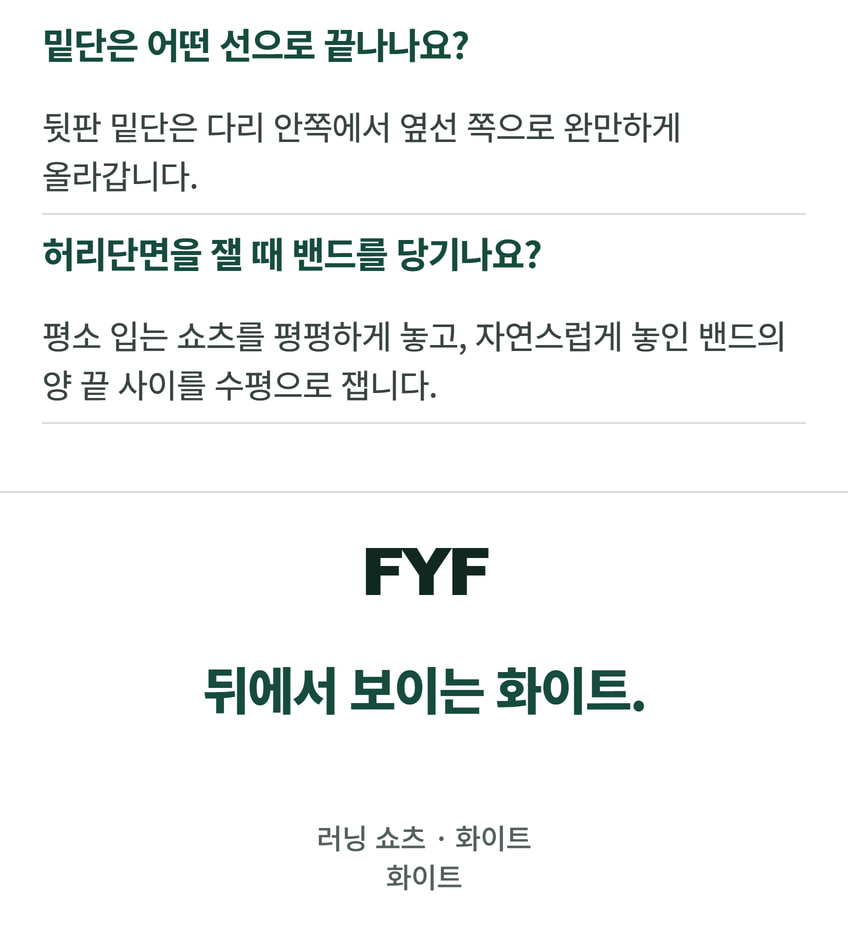 밑단은 어떤 선으로 끝나나요?
뒷판 밑단은 다리 안쪽에서 옆선 쪽으로 완만하게
올라갑니다.
허리단면을 잴 때 밴드를 당기나요?
평소 입는 쇼츠를 평평하게 놓고, 자연스럽게 놓인 밴드의
양 끝 사이를 수평으로 잽니다.
FYF
뒤에서 보이는 화이트.
러닝 쇼츠 · 화이트
화이트